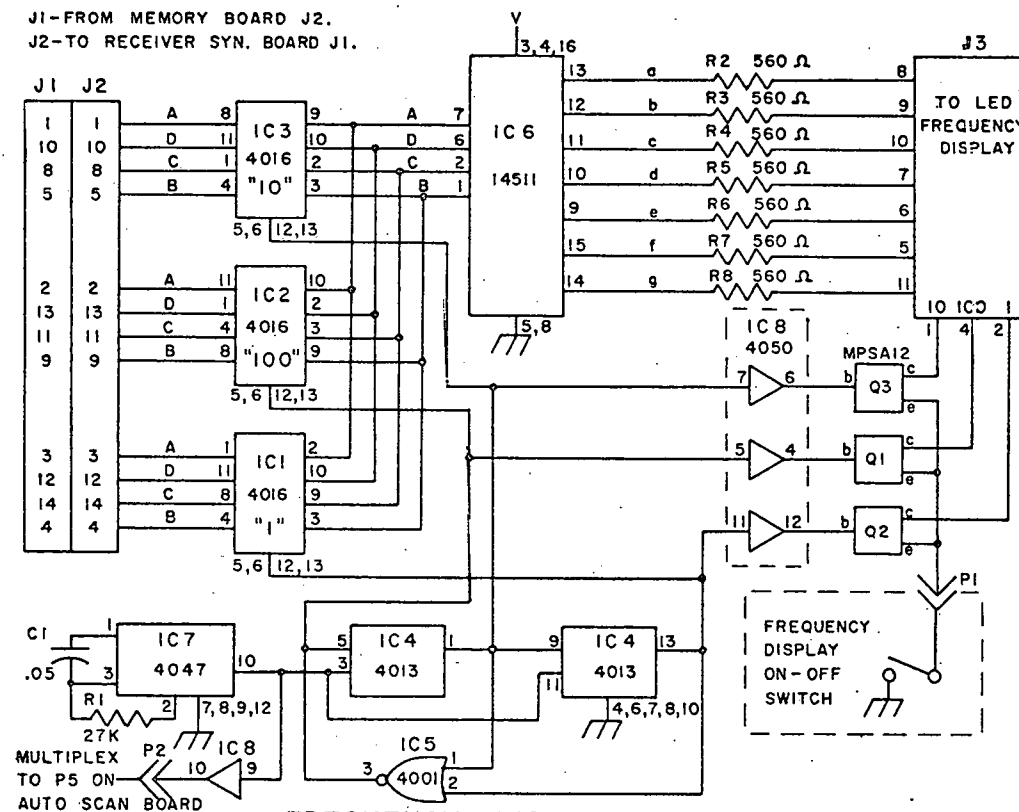 J1-FROM MEMORY BOARD J2.
J2-TO RECEIVER SYN. BOARD J1.
J1 J2
1 1 A 8 IC3 9 A 7
10 10 D 11 4016 10 D 6
8 8 C 1 "10" 2 C 2
5 5 B 4 3 B 1
5,6 12,13
2 2 A 11 IC2 10
13 13 D 1 4016 2
11 11 C 4 "100" 3
9 9 B 8 9
5,6 12,13
3 3 A 1 IC1 2
12 12 D 11 4016 10
14 14 C 8 "1" 9
4 4 B 4 3
5,6 12,13
V
3,4,16
IC6
14511
5,8
13 a R2 560 Ω 8
12 b R3 560 Ω 9
11 c R4 560 Ω 10
10 d R5 560 Ω 7
9 e R6 560 Ω 6
15 f R7 560 Ω 5
14 g R8 560 Ω 11
J3
TO LED
FREQUENCY
DISPLAY
10 100 1
1 4 2
IC8
4050
MPSA12
7 6 b Q3 c e
5 4 b Q1 c e
11 12 b Q2 c e
P1
FREQUENCY
DISPLAY
ON-OFF
SWITCH
C1
.05
1 IC7 10
3 4047
2 7,8,9,12
R1
27K
5 IC4 1
3 4013
9 IC4 13
11 4013
4,6,7,8,10
IC5
3 4001 1
2
MULTIPLEX
TO P5 ON
AUTO SCAN BOARD
P2
10 IC8 9